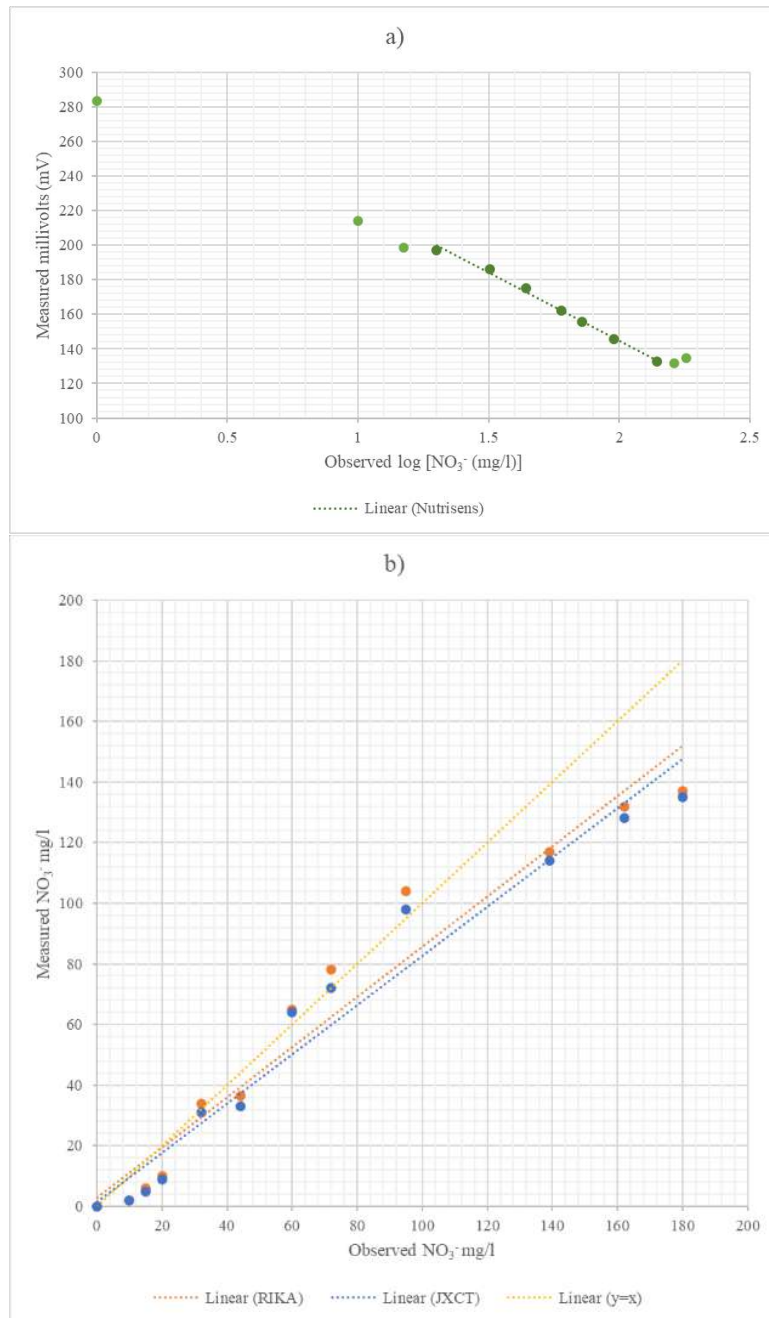 a)
300
280
260
240
220
200
180
160
140
120
100
Measured millivolts (mV)
0 0.5 1 1.5 2 2.5
Observed log [NO₃⁻ (mg/l)]
Linear (Nutrisens)
b)
200
180
160
140
120
100
80
60
40
20
0
Measured NO₃⁻ mg/l
0 20 40 60 80 100 120 140 160 180 200
Observed NO₃⁻ mg/l
Linear (RIKA) Linear (JXCT) Linear (y=x)